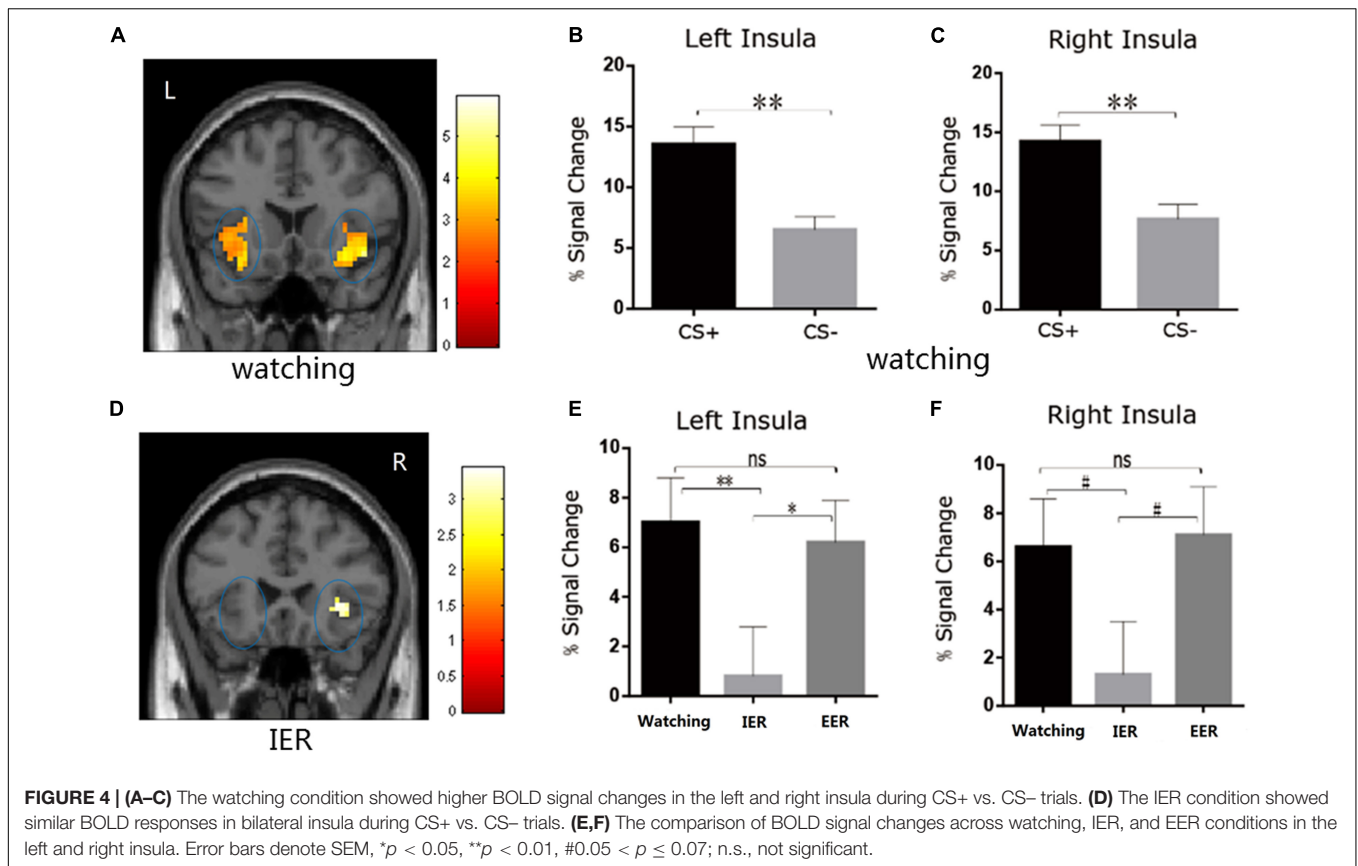 A
L
5
4
3
2
1
0
watching
B
Left Insula
% Signal Change
20
15
10
5
0
**
CS+
CS-
C
Right Insula
% Signal Change
20
15
10
5
0
**
CS+
CS-
watching
D
R
3
2.5
2
1.5
1
0.5
0
IER
E
Left Insula
% Signal Change
10
8
6
4
2
0
ns
**
*
Watching
IER
EER
F
Right Insula
% Signal Change
10
8
6
4
2
0
ns
#
#
Watching
IER
EER
FIGURE 4 | (A–C) The watching condition showed higher BOLD signal changes in the left and right insula during CS+ vs. CS– trials. (D) The IER condition showed
similar BOLD responses in bilateral insula during CS+ vs. CS– trials. (E,F) The comparison of BOLD signal changes across watching, IER, and EER conditions in the
left and right insula. Error bars denote SEM, *p < 0.05, **p < 0.01, #0.05 < p ≤ 0.07; n.s., not significant.